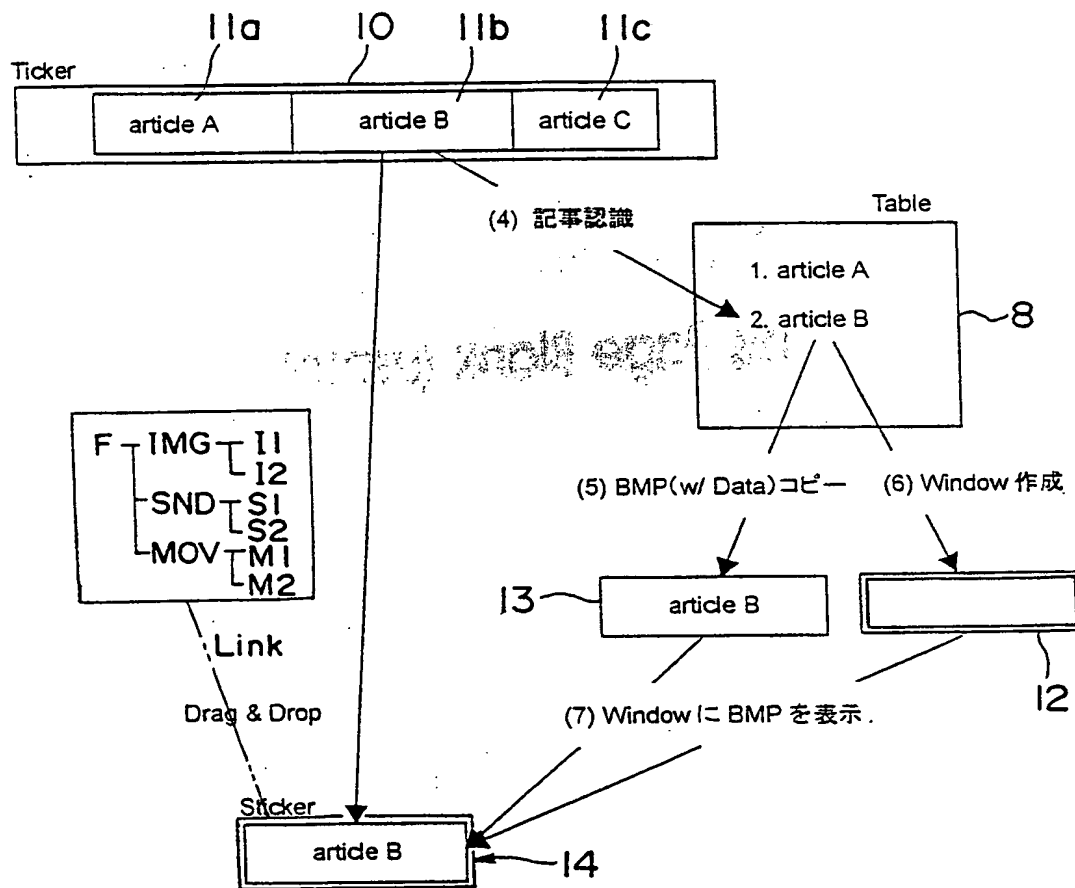 11a 10 11b 11c
Ticker
article A article B article C
(4) 記事認識
Table
1. article A
2. article B
8
F IMG I1
I2
SND S1
S2
MOV M1
M2
(5) BMP(w/ Data)コピー (6) Window 作成
13 article B
12
Link
Drag & Drop
(7) Window に BMP を表示
Sticker
article B
14